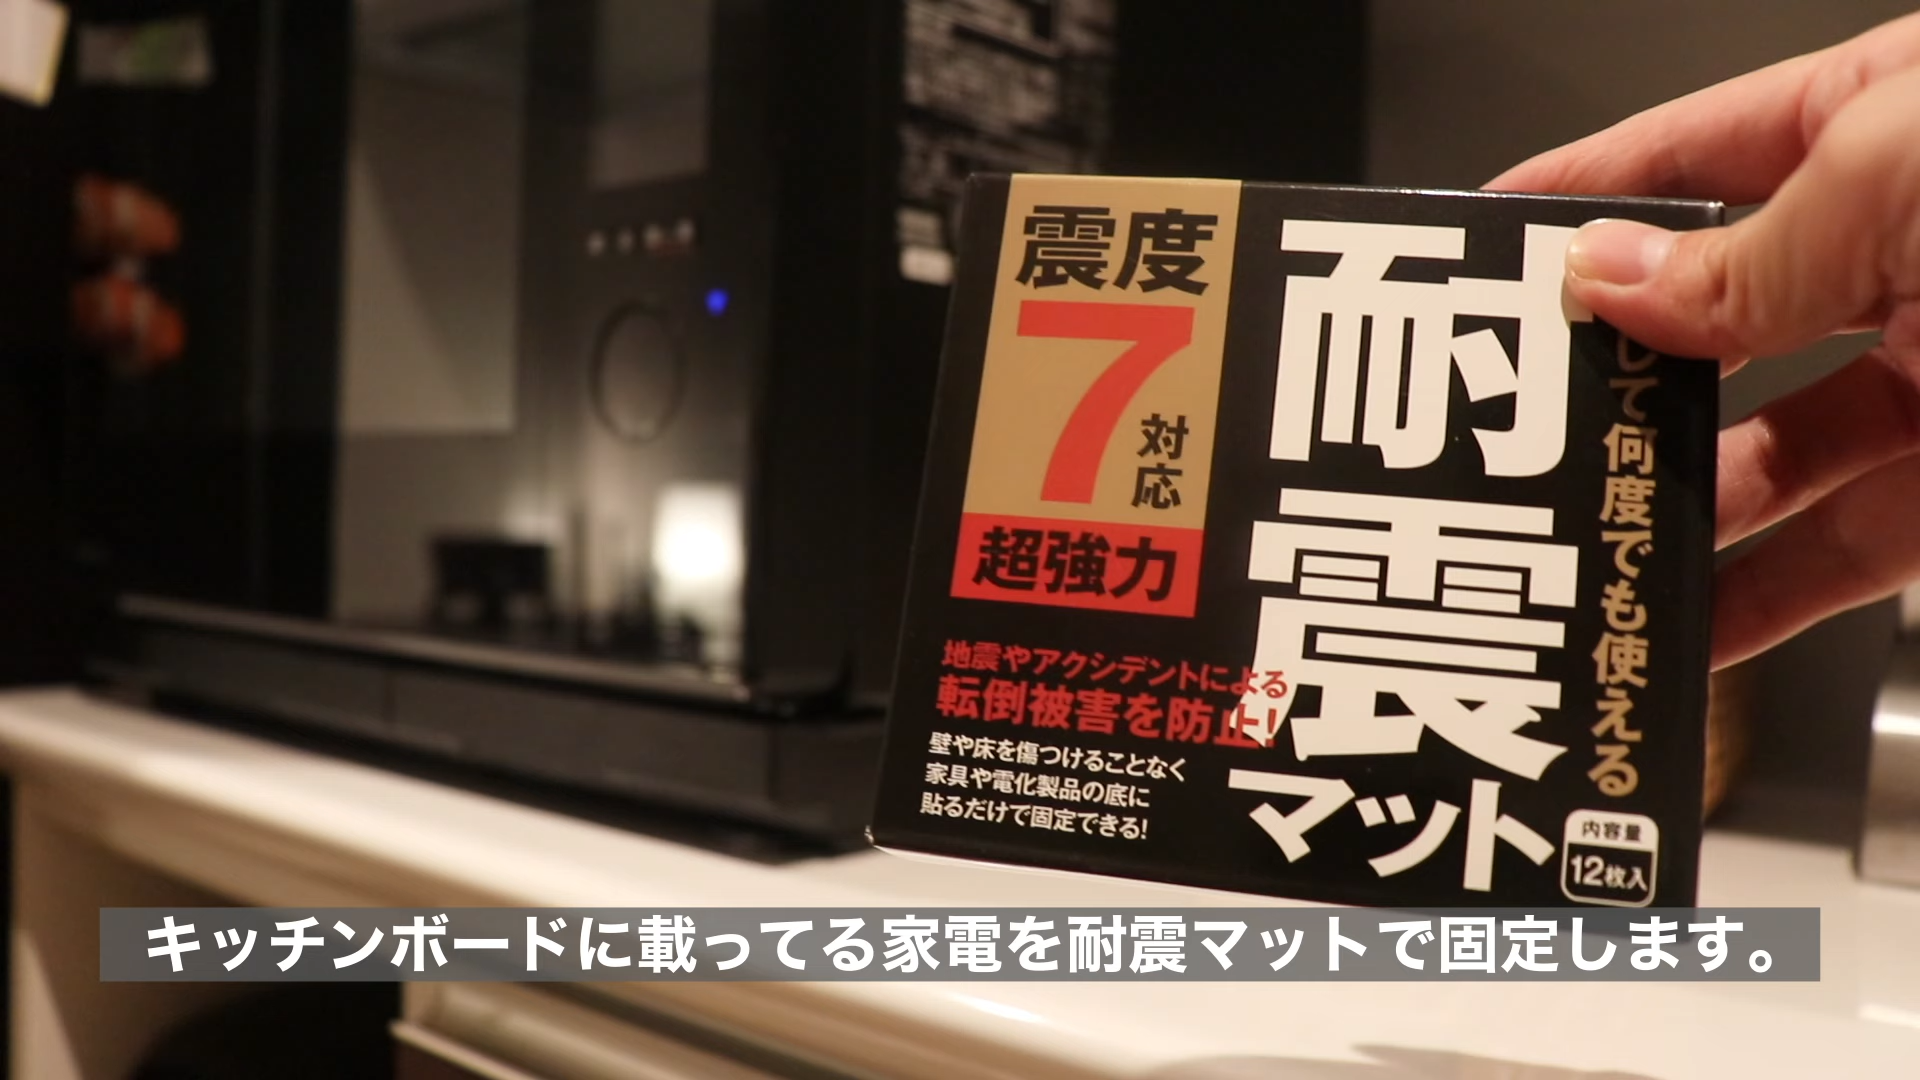 震度
7
対応
超強力
耐震
マット
して何度でも使える
地震やアクシデントによる
転倒被害を防止!
壁や床を傷つけることなく
家具や電化製品の底に
貼るだけで固定できる!
内容量
12枚入
キッチンボードに載ってる家電を耐震マットで固定します。